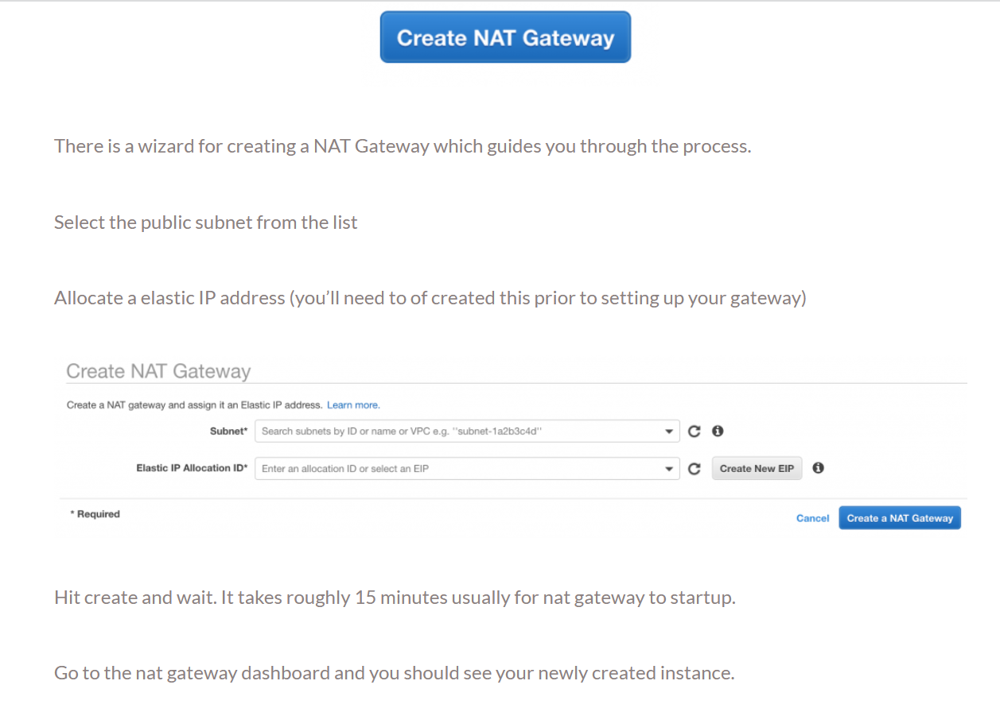 Create NAT Gateway
There is a wizard for creating a NAT Gateway which guides you through the process.
Select the public subnet from the list
Allocate a elastic IP address (you’ll need to of created this prior to setting up your gateway)
Create NAT Gateway
Create a NAT gateway and assign it an Elastic IP address. Learn more.
Subnet* Search subnets by ID or name or VPC e.g. "subnet-1a2b3c4d"
Elastic IP Allocation ID* Enter an allocation ID or select an EIP Create New EIP
* Required Cancel Create a NAT Gateway
Hit create and wait. It takes roughly 15 minutes usually for nat gateway to startup.
Go to the nat gateway dashboard and you should see your newly created instance.